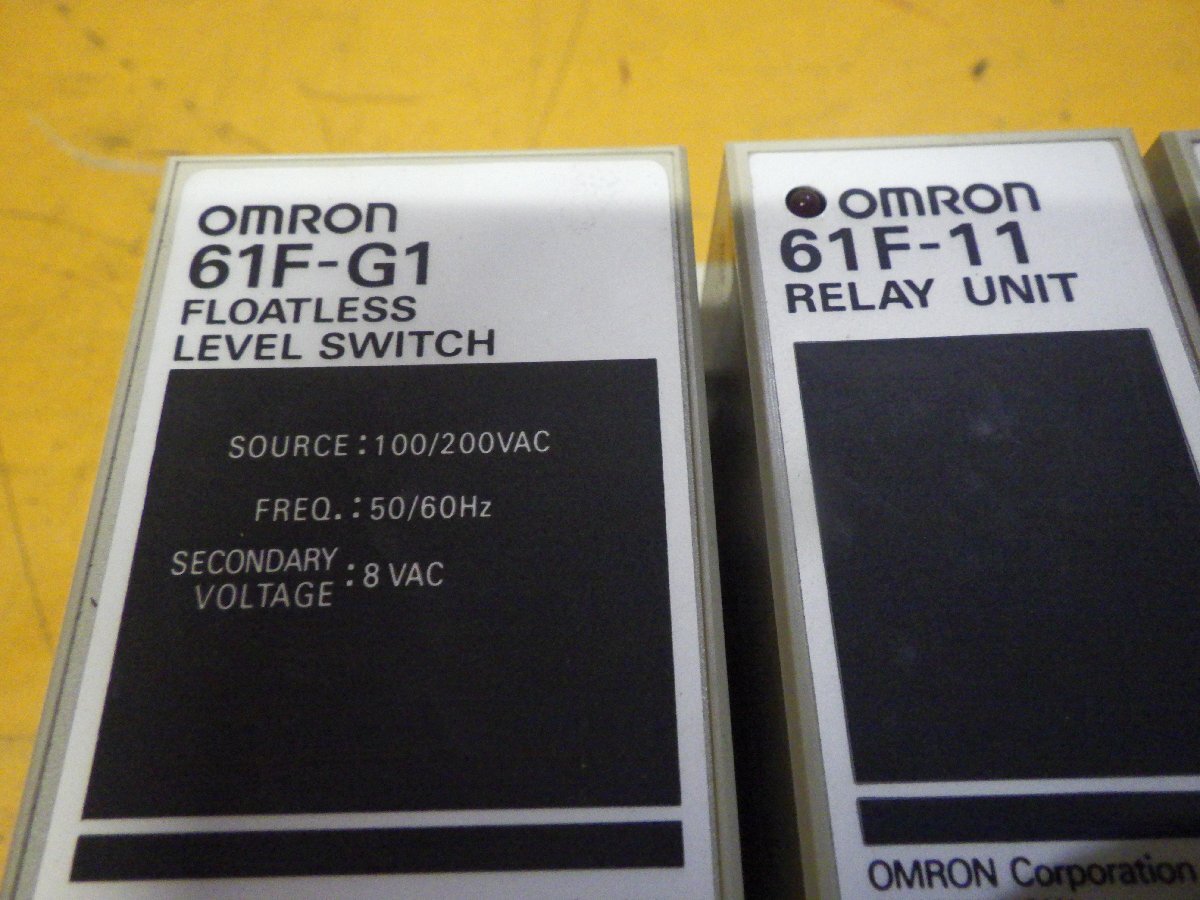 OMRON
61F-G1
FLOATLESS
LEVEL SWITCH
SOURCE : 100/200VAC
FREQ. : 50/60Hz
SECONDARY
VOLTAGE : 8 VAC
OMRON
61F-11
RELAY UNIT
OMRON Corporation